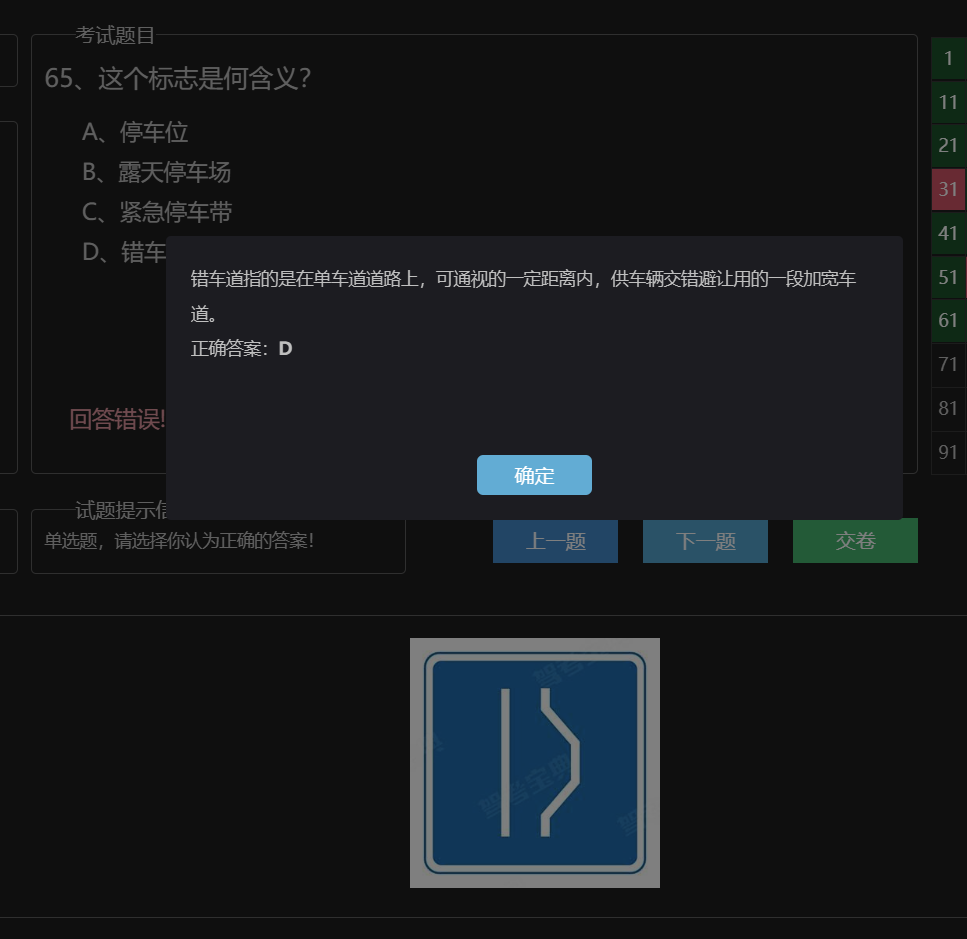 考试题目
65、这个标志是何含义？
A、停车位
B、露天停车场
C、紧急停车带
D、错车
错车道指的是在单车道道路上，可通视的一定距离内，供车辆交错避让用的一段加宽车
道。
正确答案：D
回答错误!
确定
试题提示信
单选题，请选择你认为正确的答案！
上一题
下一题
交卷
1
11
21
31
41
51
61
71
81
91
驾考宝典